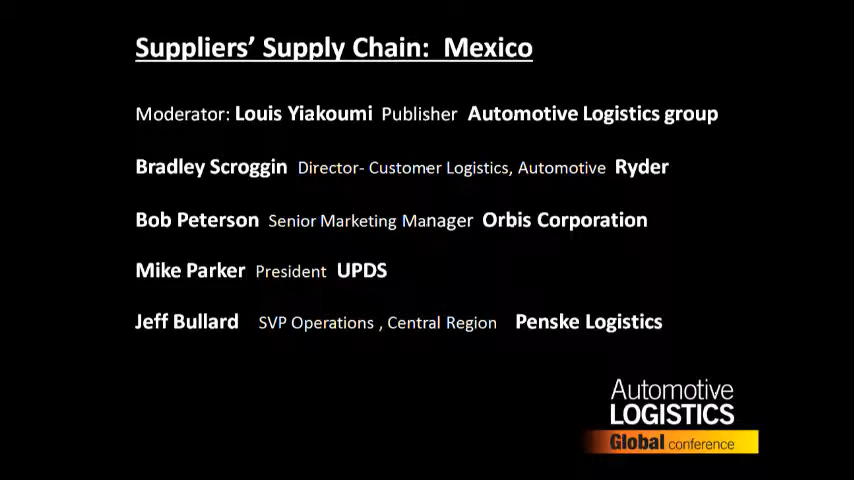 Suppliers’ Supply Chain: Mexico
Moderator: Louis Yiakoumi Publisher Automotive Logistics group
Bradley Scroggin Director- Customer Logistics, Automotive Ryder
Bob Peterson Senior Marketing Manager Orbis Corporation
Mike Parker President UPDS
Jeff Bullard SVP Operations , Central Region Penske Logistics
Automotive
LOGISTICS
Global conference